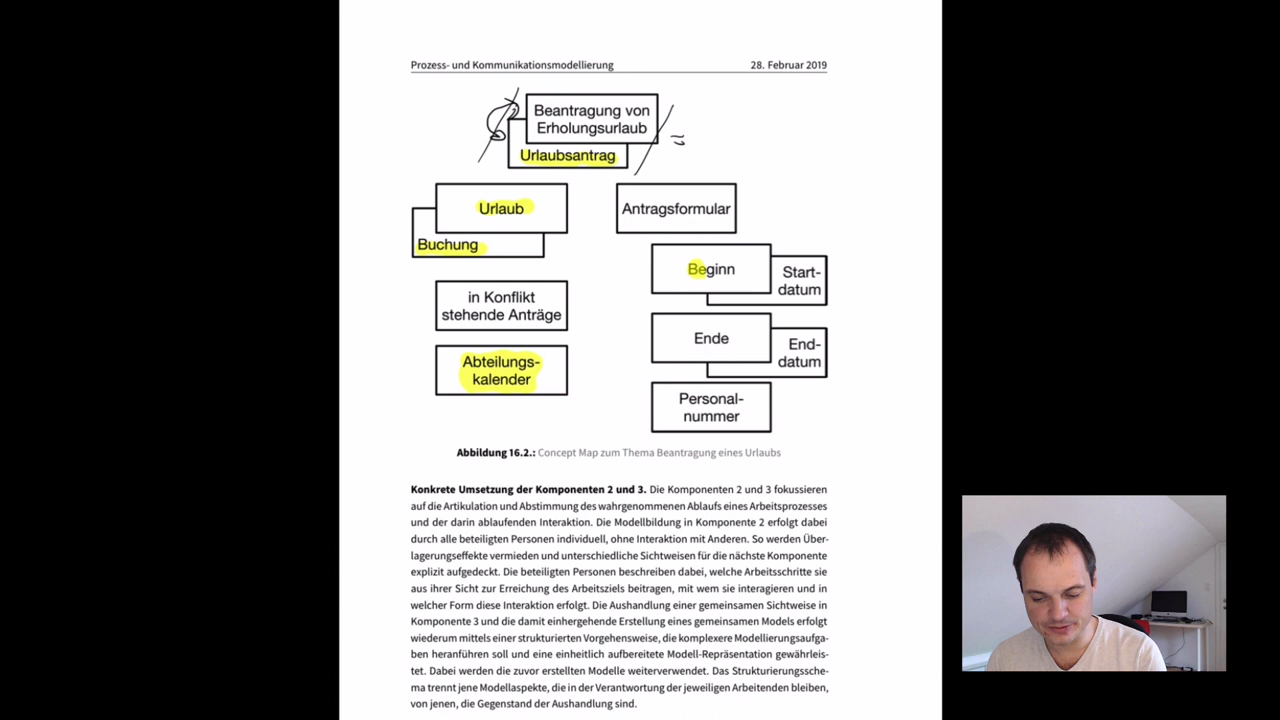 Prozess- und Kommunikationsmodellierung 28. Februar 2019
Beantragung von
Erholungsurlaub
Urlaubsantrag
Urlaub
Buchung
in Konflikt
stehende Anträge
Abteilungs-
kalender
Antragsformular
Beginn
Start-
datum
Ende
End-
datum
Personal-
nummer
Abbildung 16.2.: Concept Map zum Thema Beantragung eines Urlaubs
Konkrete Umsetzung der Komponenten 2 und 3. Die Komponenten 2 und 3 fokussieren
auf die Artikulation und Abstimmung des wahrgenommenen Ablaufs eines Arbeitsprozesses
und der darin ablaufenden Interaktion. Die Modellbildung in Komponente 2 erfolgt dabei
durch alle beteiligten Personen individuell, ohne Interaktion mit Anderen. So werden Über-
lagerungseffekte vermieden und unterschiedliche Sichtweisen für die nächste Komponente
explizit aufgedeckt. Die beteiligten Personen beschreiben dabei, welche Arbeitsschritte sie
aus ihrer Sicht zur Erreichung des Arbeitsziels beitragen, mit wem sie interagieren und in
welcher Form diese Interaktion erfolgt. Die Aushandlung einer gemeinsamen Sichtweise in
Komponente 3 und die damit einhergehende Erstellung eines gemeinsamen Models erfolgt
wiederum mittels einer strukturierten Vorgehensweise, die komplexere Modellierungsaufga-
ben heranführen soll und eine einheitlich aufbereitete Modell-Repräsentation gewährleis-
tet. Dabei werden die zuvor erstellten Modelle weiterverwendet. Das Strukturierungssche-
ma trennt jene Modellaspekte, die in der Verantwortung der jeweiligen Arbeitenden bleiben,
von jenen, die Gegenstand der Aushandlung sind.